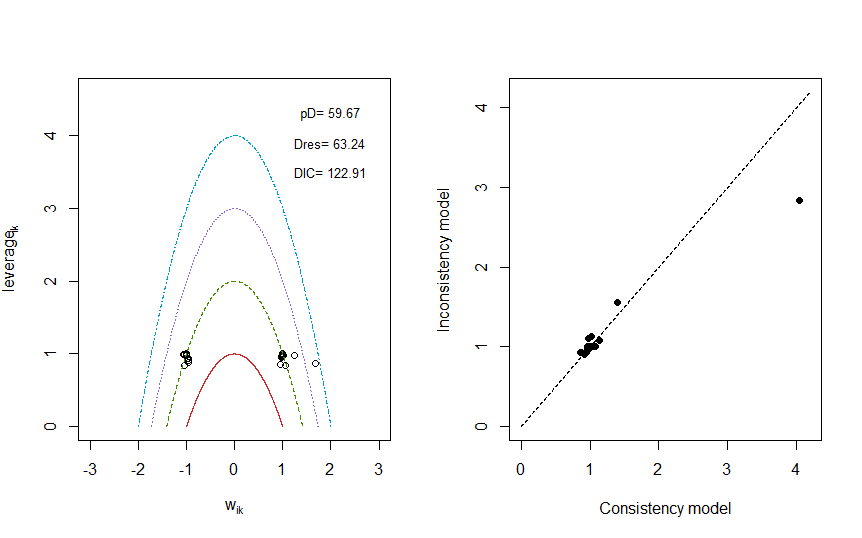 pD= 59.67
Dres= 63.24
DIC= 122.91
leverage_ik
0 1 2 3 4
-3 -2 -1 0 1 2 3
w_ik
Inconsistency model
0 1 2 3 4
0 1 2 3 4
Consistency model